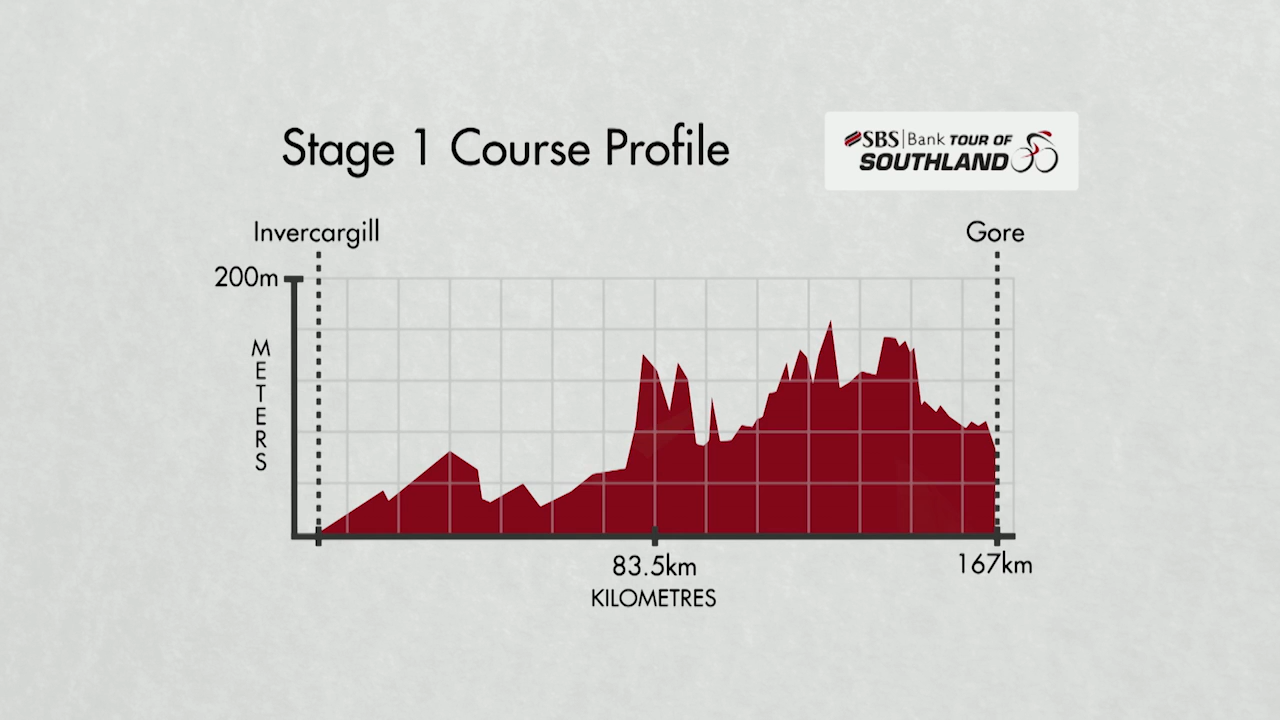 Stage 1 Course Profile
SBS Bank TOUR OF
SOUTHLAND
Invercargill
Gore
200m
METERS
83.5km
167km
KILOMETRES